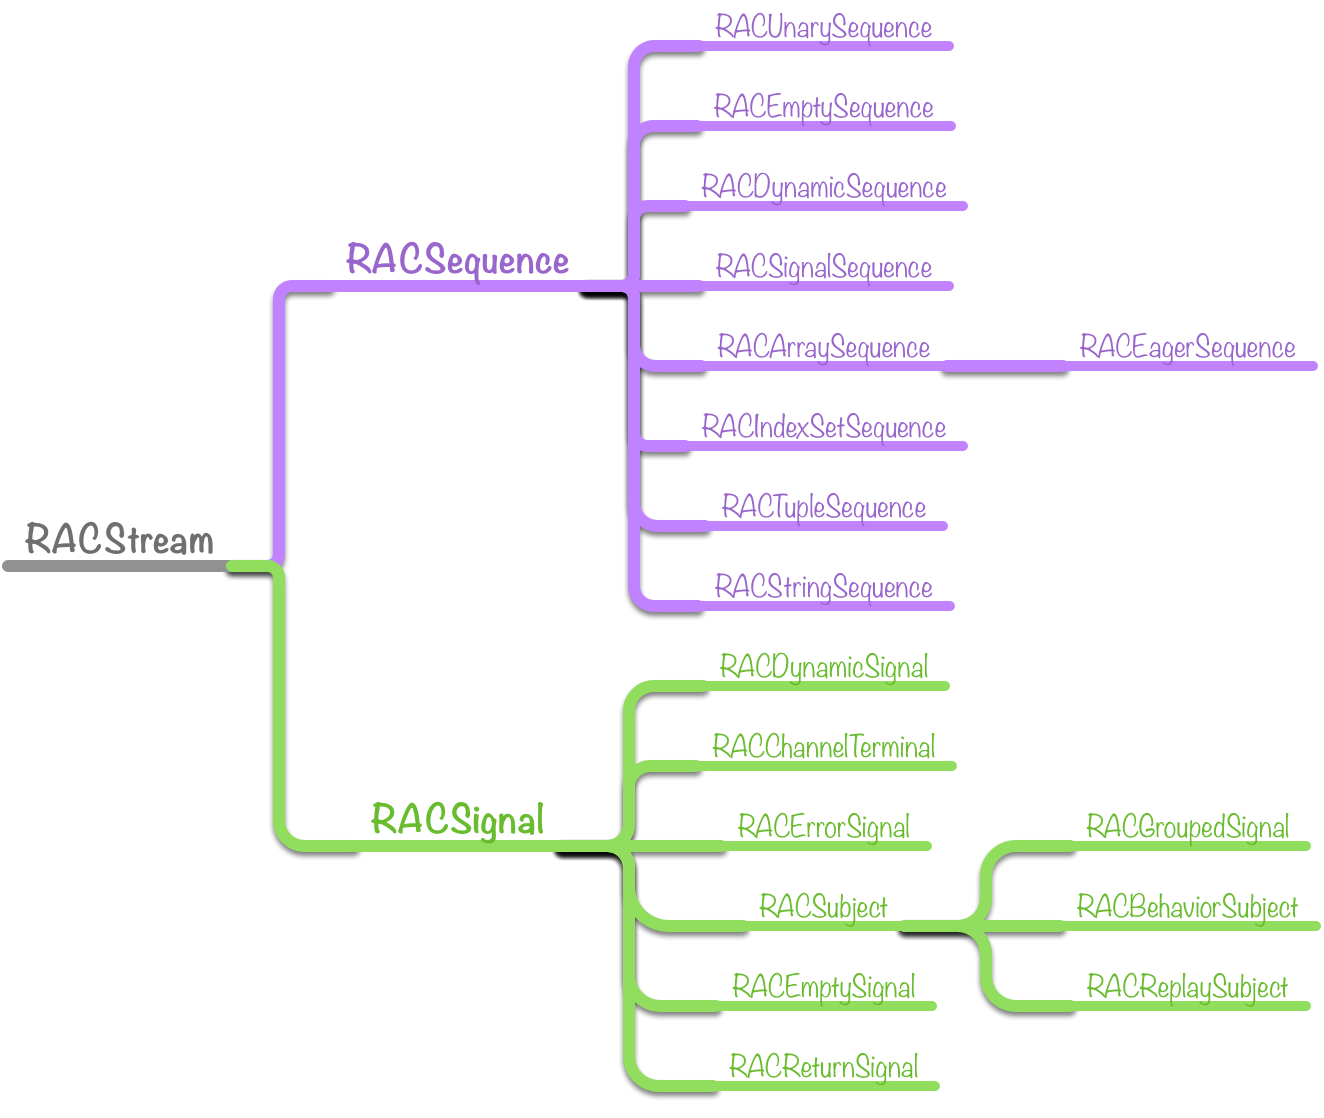 RACStream
RACSequence
RACUnarySequence
RACEmptySequence
RACDynamicSequence
RACSignalSequence
RACArraySequence
RACEagerSequence
RACIndexSetSequence
RACTupleSequence
RACStringSequence
RACSignal
RACDynamicSignal
RACChannelTerminal
RACErrorSignal
RACSubject
RACGroupedSignal
RACBehaviorSubject
RACReplaySubject
RACEmptySignal
RACReturnSignal